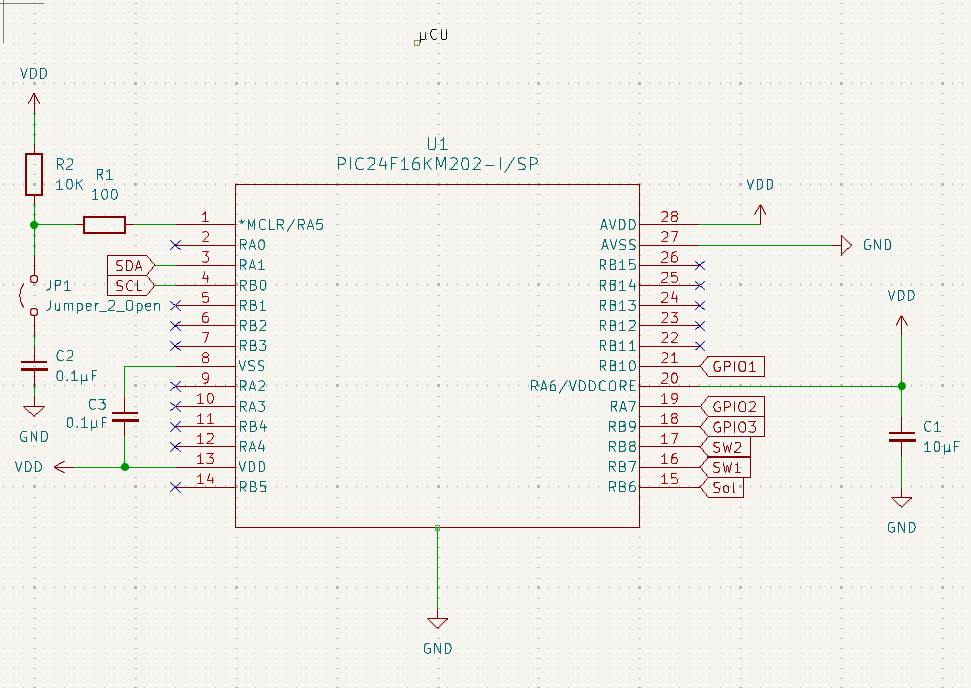 µCU
VDD
R2
10K
R1
100
JP1
Jumper_2_Open
C2
0.1µF
GND
C3
0.1µF
VDD
SDA
SCL
U1
PIC24F16KM202-I/SP
1 *MCLR/RA5
2 RA0
3 RA1
4 RB0
5 RB1
6 RB2
7 RB3
8 VSS
9 RA2
10 RA3
11 RB4
12 RA4
13 VDD
14 RB5
AVDD 28
AVSS 27
RB15 26
RB14 25
RB13 24
RB12 23
RB11 22
RB10 21 GPIO1
RA6/VDDCORE 20
RA7 19 GPIO2
RB9 18 GPIO3
RB8 17 SW2
RB7 16 SW1
RB6 15 Sol
VDD
GND
VDD
C1
10µF
GND
GND